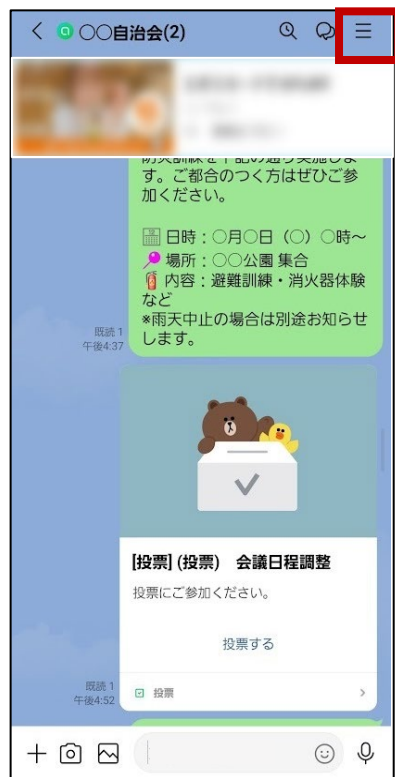 ○○自治会(2)
防火訓練を下記の通り実施しま
す。ご都合のつく方はぜひご参
加ください。
日時：○月○日（○）○時～
場所：○○公園 集合
内容：避難訓練・消火器体験
など
*雨天中止の場合は別途お知らせ
します。
既読 1
午後4:37
[投票] (投票)　会議日程調整
投票にご参加ください。
投票する
既読 1
午後4:52
投票